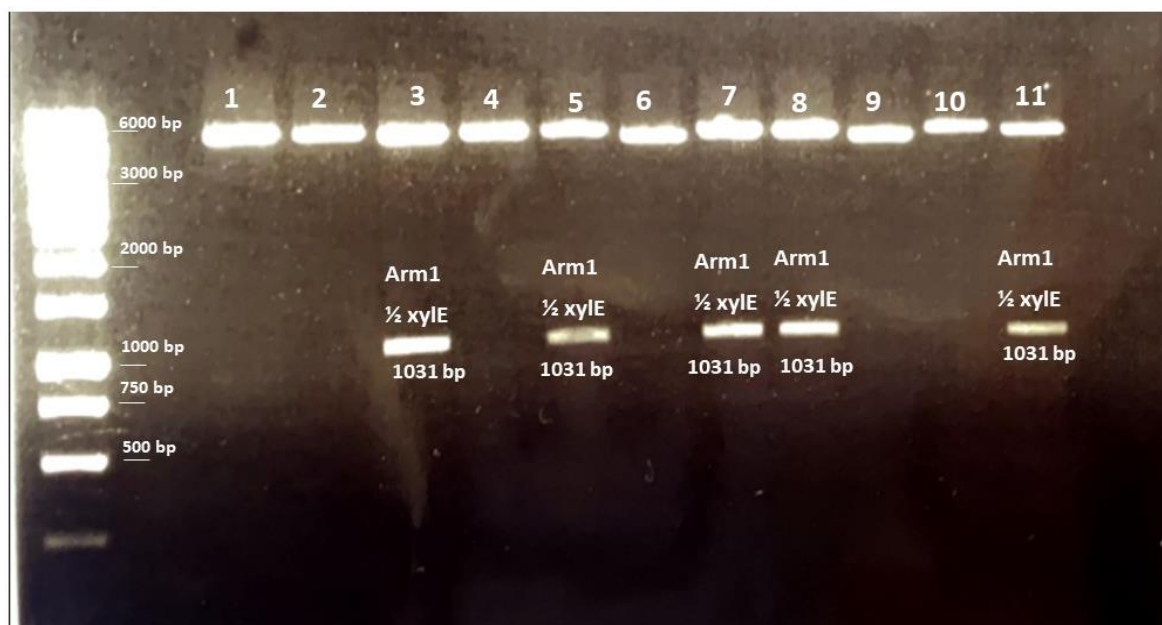 1 2 3 4 5 6 7 8 9 10 11
6000 bp
3000 bp
2000 bp
1000 bp
750 bp
500 bp
Arm1
½ xylE
1031 bp
Arm1
½ xylE
1031 bp
Arm1
½ xylE
1031 bp
Arm1
½ xylE
1031 bp
Arm1
½ xylE
1031 bp